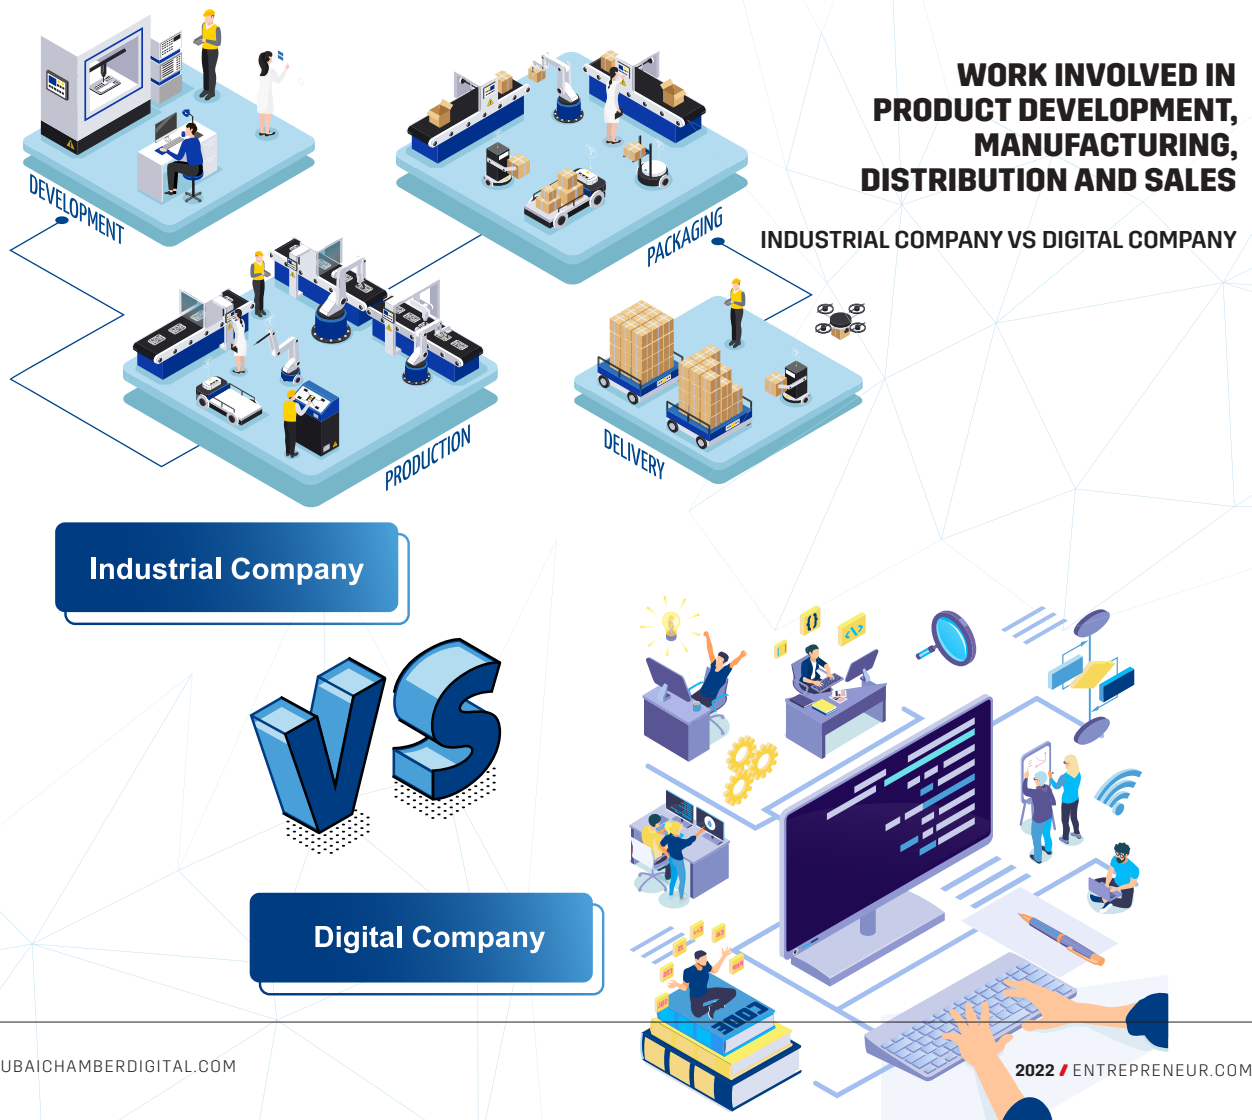 WORK INVOLVED IN
PRODUCT DEVELOPMENT,
MANUFACTURING,
DISTRIBUTION AND SALES
INDUSTRIAL COMPANY VS DIGITAL COMPANY
DEVELOPMENT
PACKAGING
PRODUCTION
DELIVERY
Industrial Company
VS
Digital Company
{}
</>
CODE
UBAICHAMBERDIGITAL.COM
2022 / ENTREPRENEUR.COM